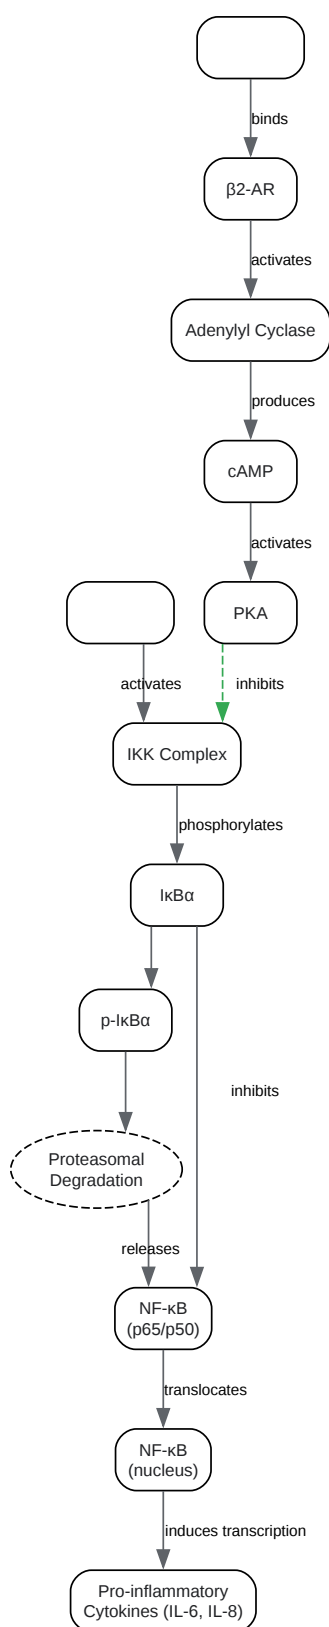 binds
β2-AR
activates
Adenylyl Cyclase
produces
cAMP
activates
PKA
activates
inhibits
IKK Complex
phosphorylates
IκBα
p-IκBα
inhibits
Proteasomal
Degradation
releases
NF-κB
(p65/p50)
translocates
NF-κB
(nucleus)
induces transcription
Pro-inflammatory
Cytokines (IL-6, IL-8)